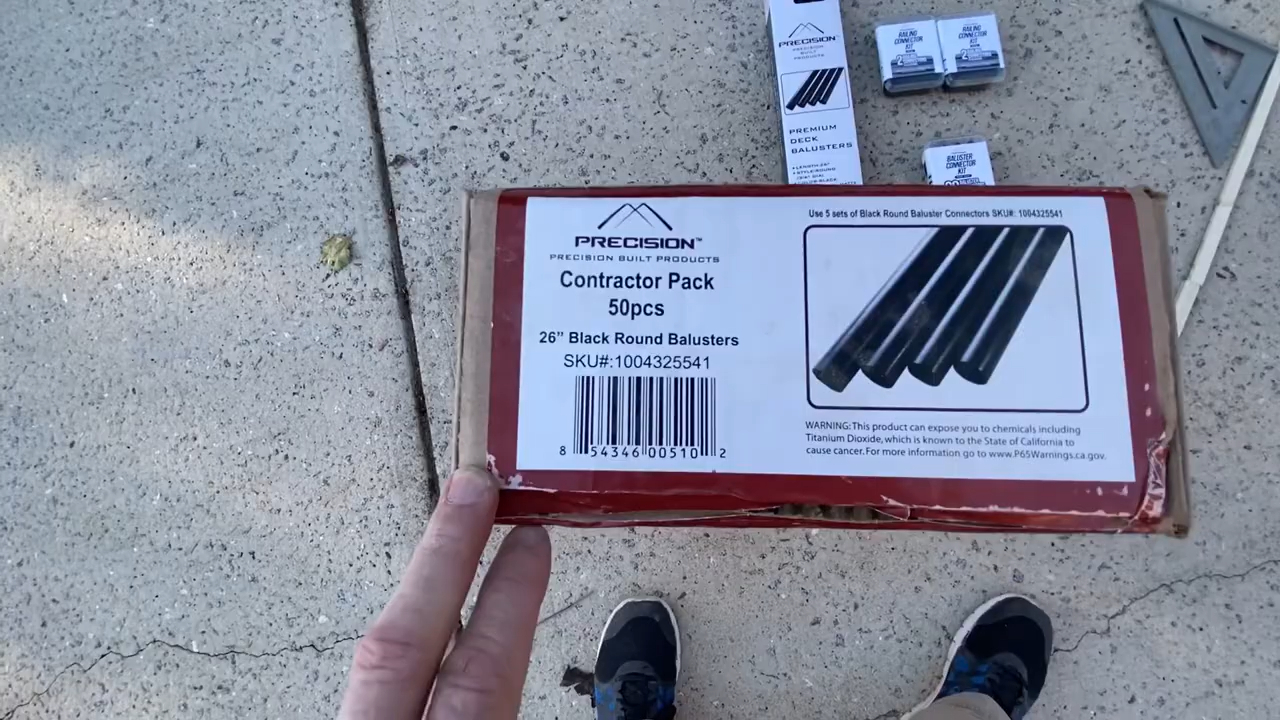 PRECISION
PRECISION
BUILT
PRODUCTS
PREMIUM
DECK
BALUSTERS
RAILING
CONNECTOR
KIT
2
RAILING
CONNECTOR
KIT
2
BALUSTER
CONNECTOR
KIT
PRECISION™
PRECISION BUILT PRODUCTS
Contractor Pack
50pcs
26” Black Round Balusters
SKU#:1004325541
8 54346 00510 2
Use 5 sets of Black Round Baluster Connectors SKU#: 1004325541
WARNING: This product can expose you to chemicals including
Titanium Dioxide, which is known to the State of California to
cause cancer. For more information go to www.P65Warnings.ca.gov.